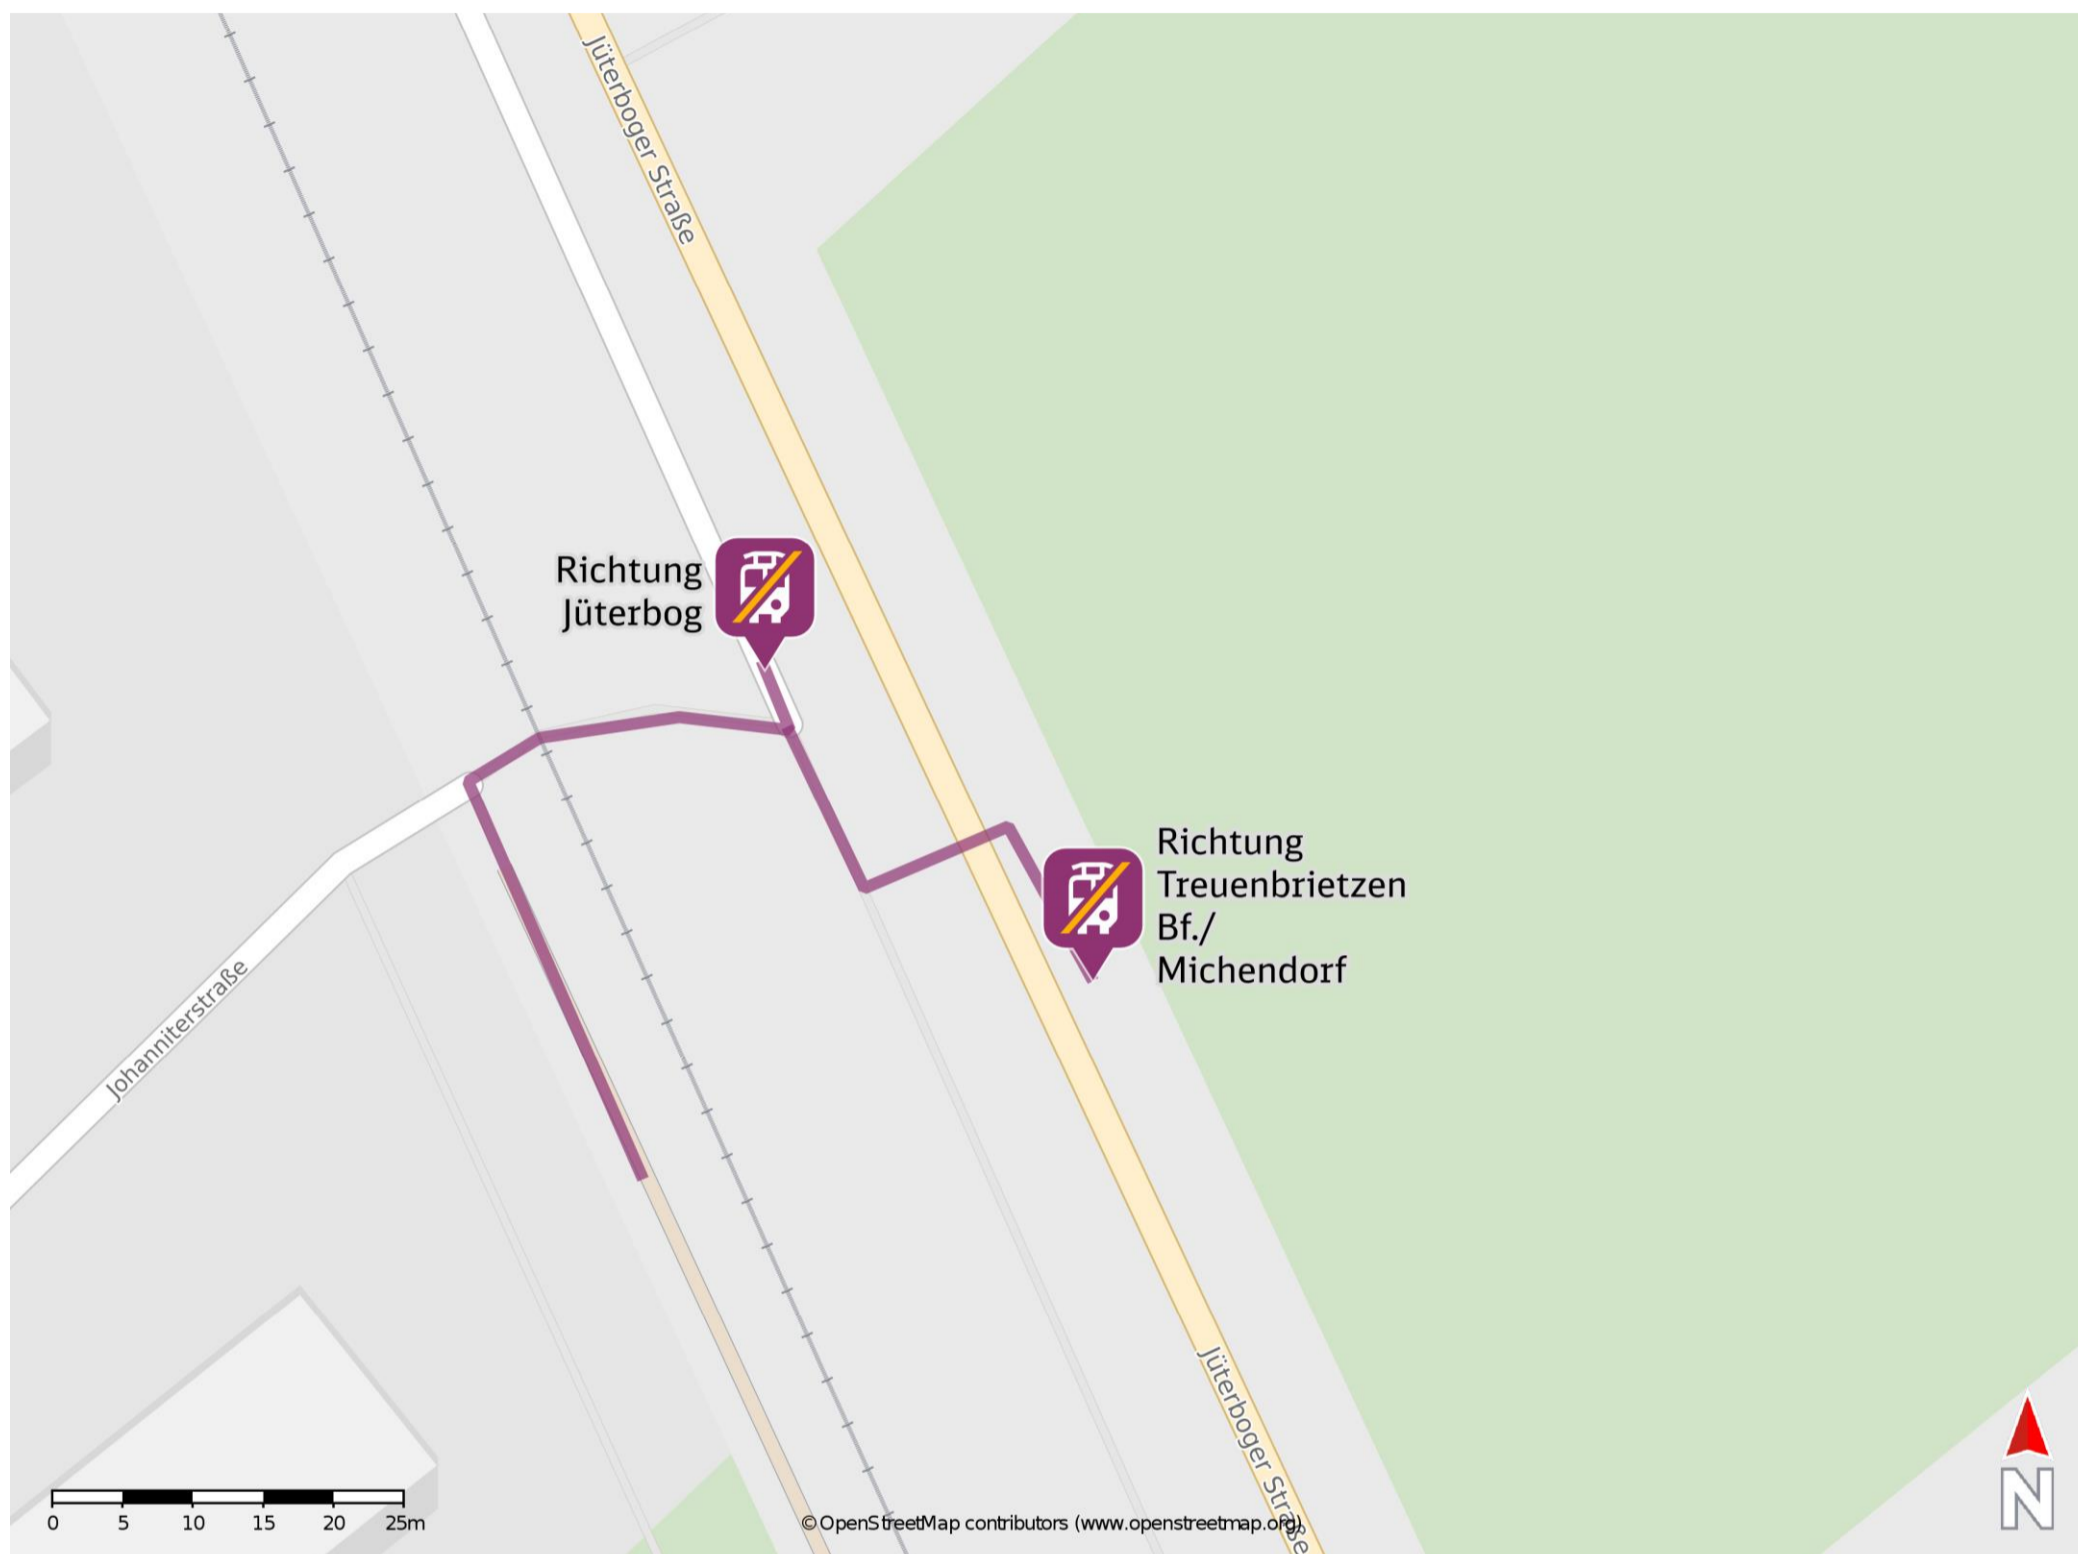 Jüterboger Straße
Richtung
Jüterbog
Richtung
Treuenbrietzen
Bf./
Michendorf
Johanniterstraße
Jüterboger Straße
0 5 10 15 20 25m
©OpenStreetMap contributors (www.openstreetmap.org)
N